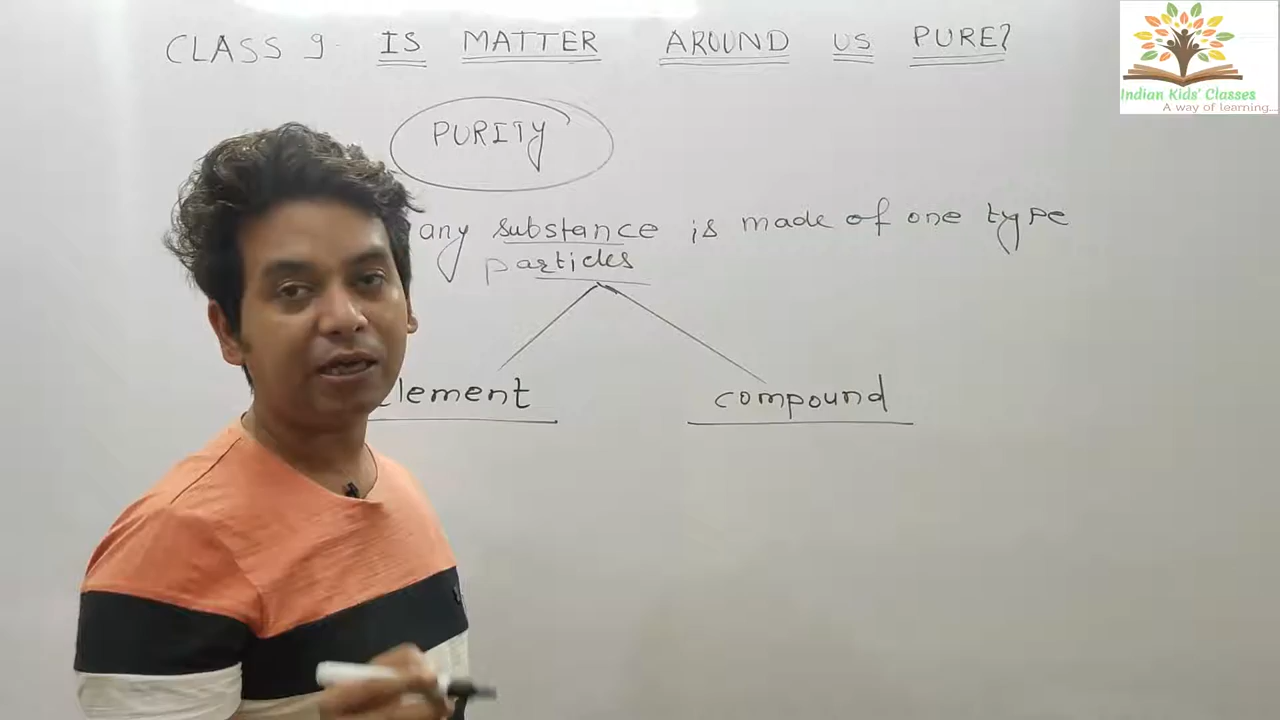 CLASS 9 IS MATTER AROUND US PURE?
Indian Kids' Classes
A way of learning....
PURITY
any substance is made of one type
particles
lement compound